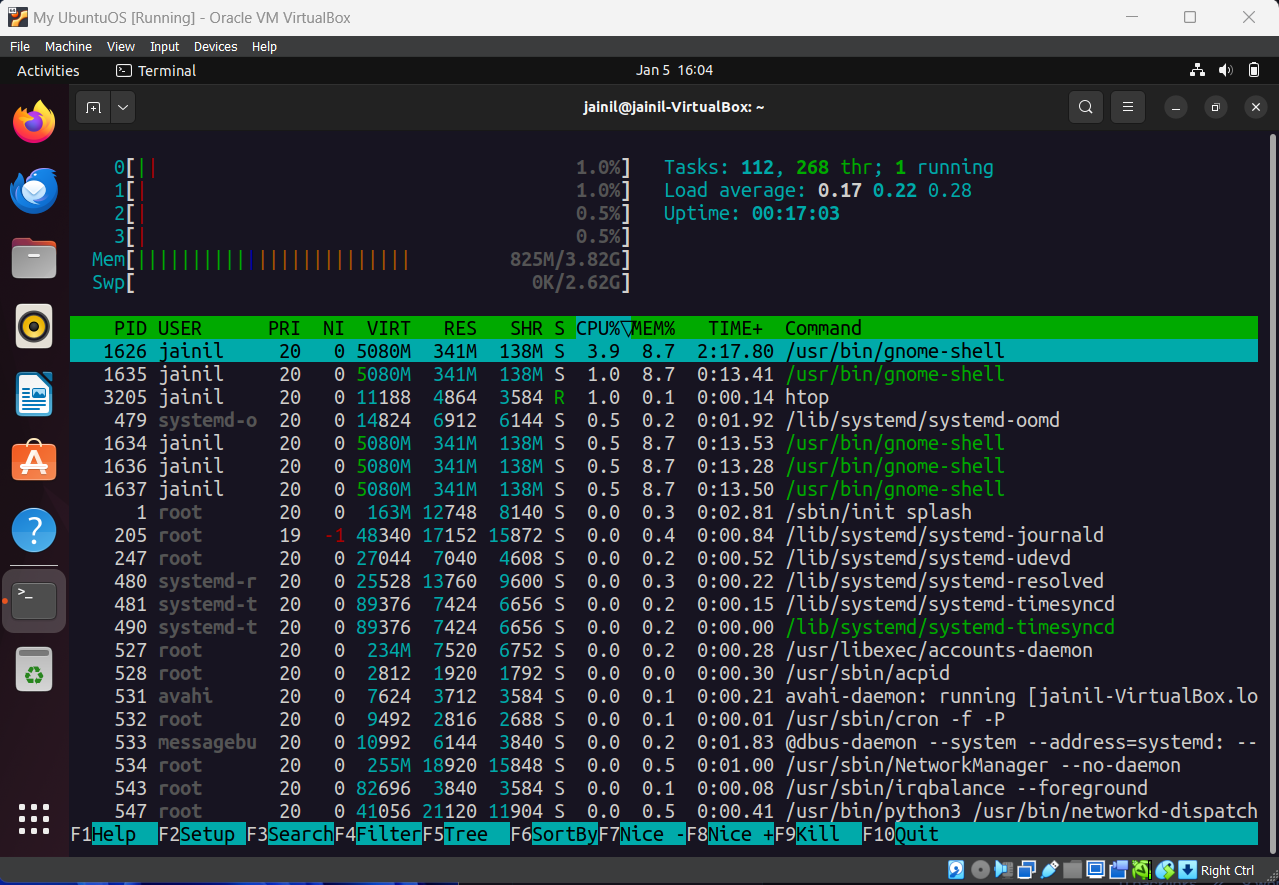 My UbuntuOS [Running] - Oracle VM VirtualBox
File Machine View Input Devices Help
Activities Terminal Jan 5 16:04
jainil@jainil-VirtualBox: ~
0[|| 1.0%] Tasks: 112, 268 thr; 1 running
1[| 1.0%] Load average: 0.17 0.22 0.28
2[| 0.5%] Uptime: 00:17:03
3[| 0.5%]
Mem[||||||||||||||||||||||||| 825M/3.82G]
Swp[ 0K/2.62G]
PID USER PRI NI VIRT RES SHR S CPU%▽MEM% TIME+ Command
1626 jainil 20 0 5080M 341M 138M S 3.9 8.7 2:17.80 /usr/bin/gnome-shell
1635 jainil 20 0 5080M 341M 138M S 1.0 8.7 0:13.41 /usr/bin/gnome-shell
3205 jainil 20 0 11188 4864 3584 R 1.0 0.1 0:00.14 htop
479 systemd-o 20 0 14824 6912 6144 S 0.5 0.2 0:01.92 /lib/systemd/systemd-oomd
1634 jainil 20 0 5080M 341M 138M S 0.5 8.7 0:13.53 /usr/bin/gnome-shell
1636 jainil 20 0 5080M 341M 138M S 0.5 8.7 0:13.28 /usr/bin/gnome-shell
1637 jainil 20 0 5080M 341M 138M S 0.5 8.7 0:13.50 /usr/bin/gnome-shell
1 root 20 0 163M 12748 8140 S 0.0 0.3 0:02.81 /sbin/init splash
205 root 19 -1 48340 17152 15872 S 0.0 0.4 0:00.84 /lib/systemd/systemd-journald
247 root 20 0 27044 7040 4608 S 0.0 0.2 0:00.52 /lib/systemd/systemd-udevd
480 systemd-r 20 0 25528 13760 9600 S 0.0 0.3 0:00.22 /lib/systemd/systemd-resolved
481 systemd-t 20 0 89376 7424 6656 S 0.0 0.2 0:00.15 /lib/systemd/systemd-timesyncd
490 systemd-t 20 0 89376 7424 6656 S 0.0 0.2 0:00.00 /lib/systemd/systemd-timesyncd
527 root 20 0 234M 7520 6752 S 0.0 0.2 0:00.28 /usr/libexec/accounts-daemon
528 root 20 0 2812 1920 1792 S 0.0 0.0 0:00.30 /usr/sbin/acpid
531 avahi 20 0 7624 3712 3584 S 0.0 0.1 0:00.21 avahi-daemon: running [jainil-VirtualBox.lo
532 root 20 0 9492 2816 2688 S 0.0 0.1 0:00.01 /usr/sbin/cron -f -P
533 messagebu 20 0 10992 6144 3840 S 0.0 0.2 0:01.83 @dbus-daemon --system --address=systemd: --
534 root 20 0 255M 18920 15848 S 0.0 0.5 0:01.00 /usr/sbin/NetworkManager --no-daemon
543 root 20 0 82696 3840 3584 S 0.0 0.1 0:00.08 /usr/sbin/irqbalance --foreground
547 root 20 0 41056 21120 11904 S 0.0 0.5 0:00.41 /usr/bin/python3 /usr/bin/networkd-dispatch
F1Help F2Setup F3SearchF4FilterF5Tree F6SortByF7Nice -F8Nice +F9Kill F10Quit
Right Ctrl